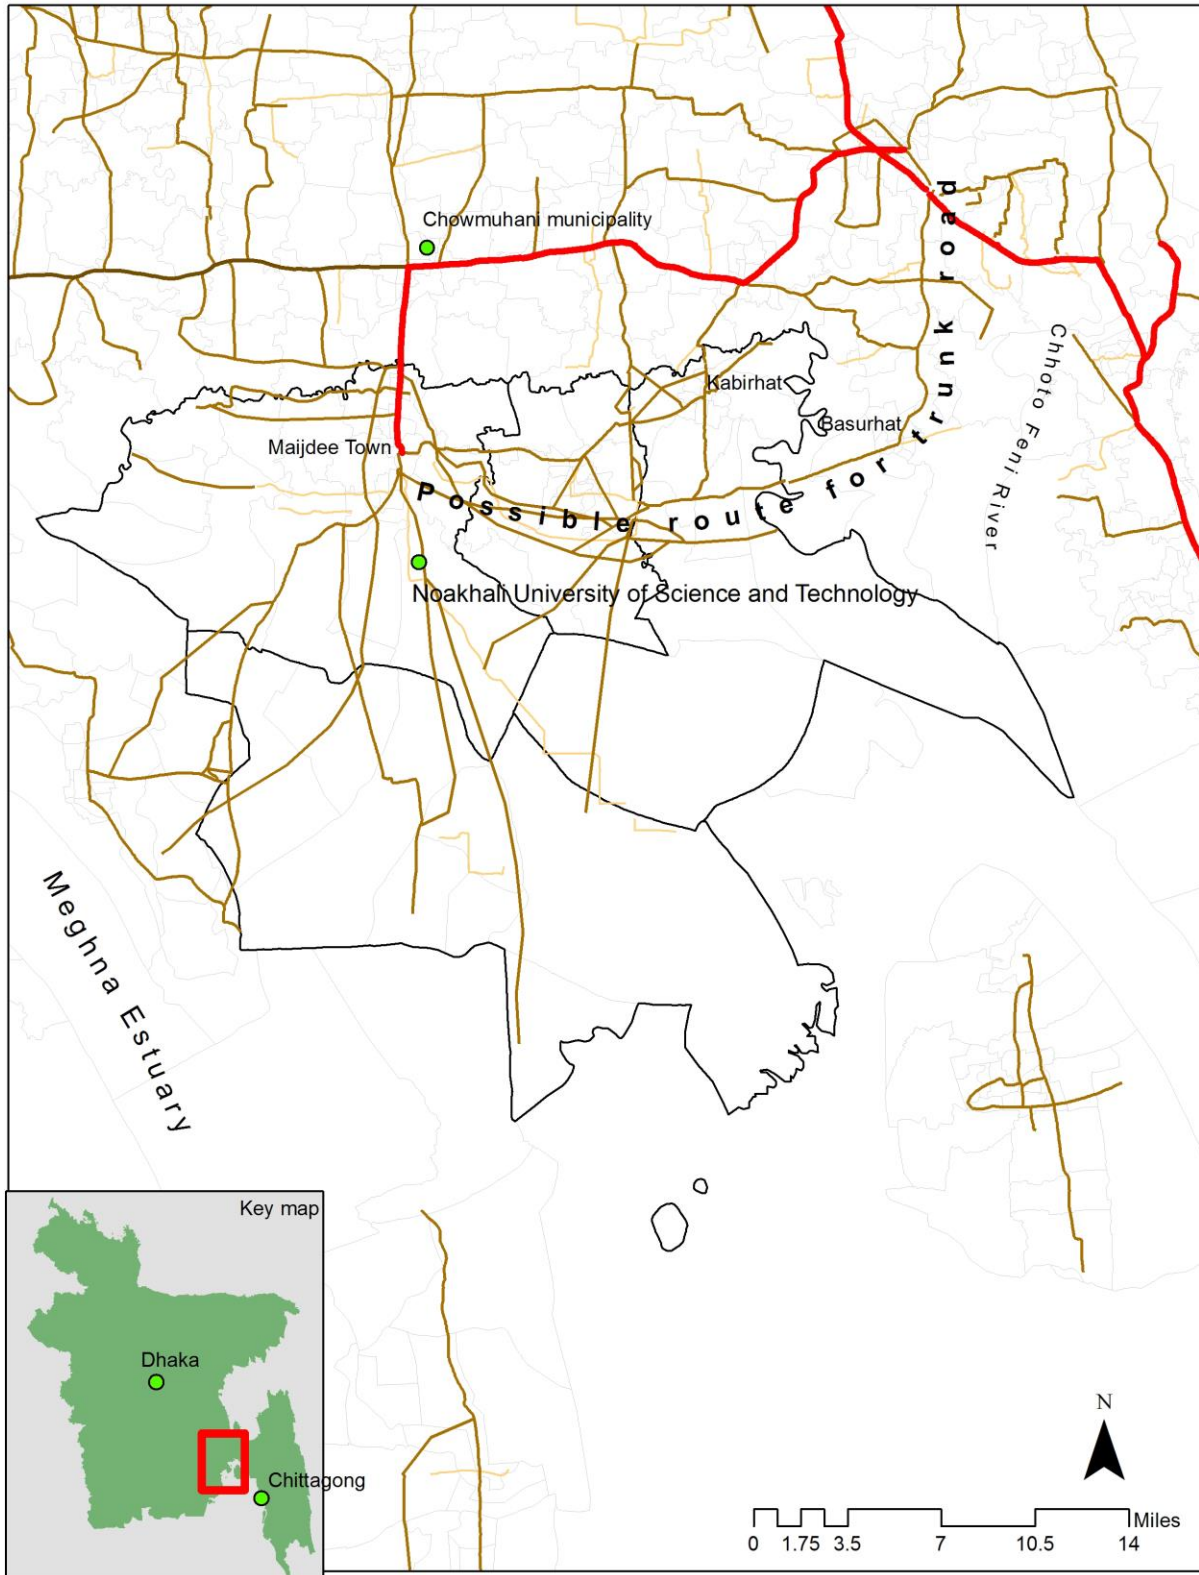 Chowmuhani municipality
Kabirhat
Basurhat
Maijdee Town
Possible route for trunk road
Chhoto Feni River
Noakhali University of Science and Technology
Meghna Estuary
Key map
Dhaka
Chittagong
N
Miles
0 1.75 3.5 7 10.5 14